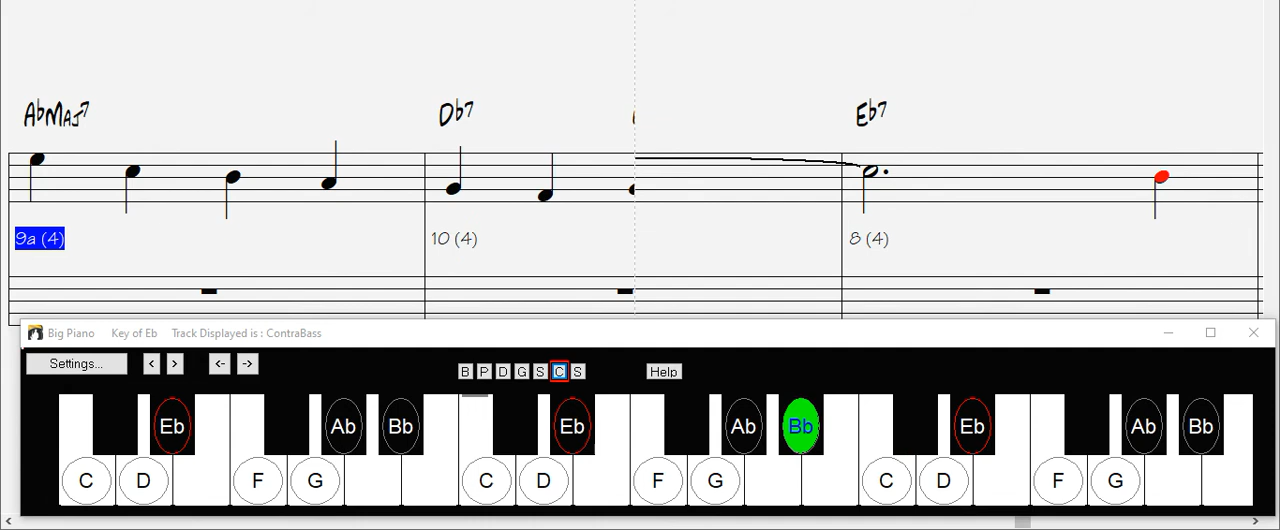 AbMAJ7 Db7 Eb7
9a (4) 10 (4) 8 (4)
Big Piano Key of Eb Track Displayed is : ContraBass
Settings... < > <- -> B P D G S C S Help
Eb Ab Bb Eb Ab Bb Eb Ab Bb
C D F G C D F G C D F G